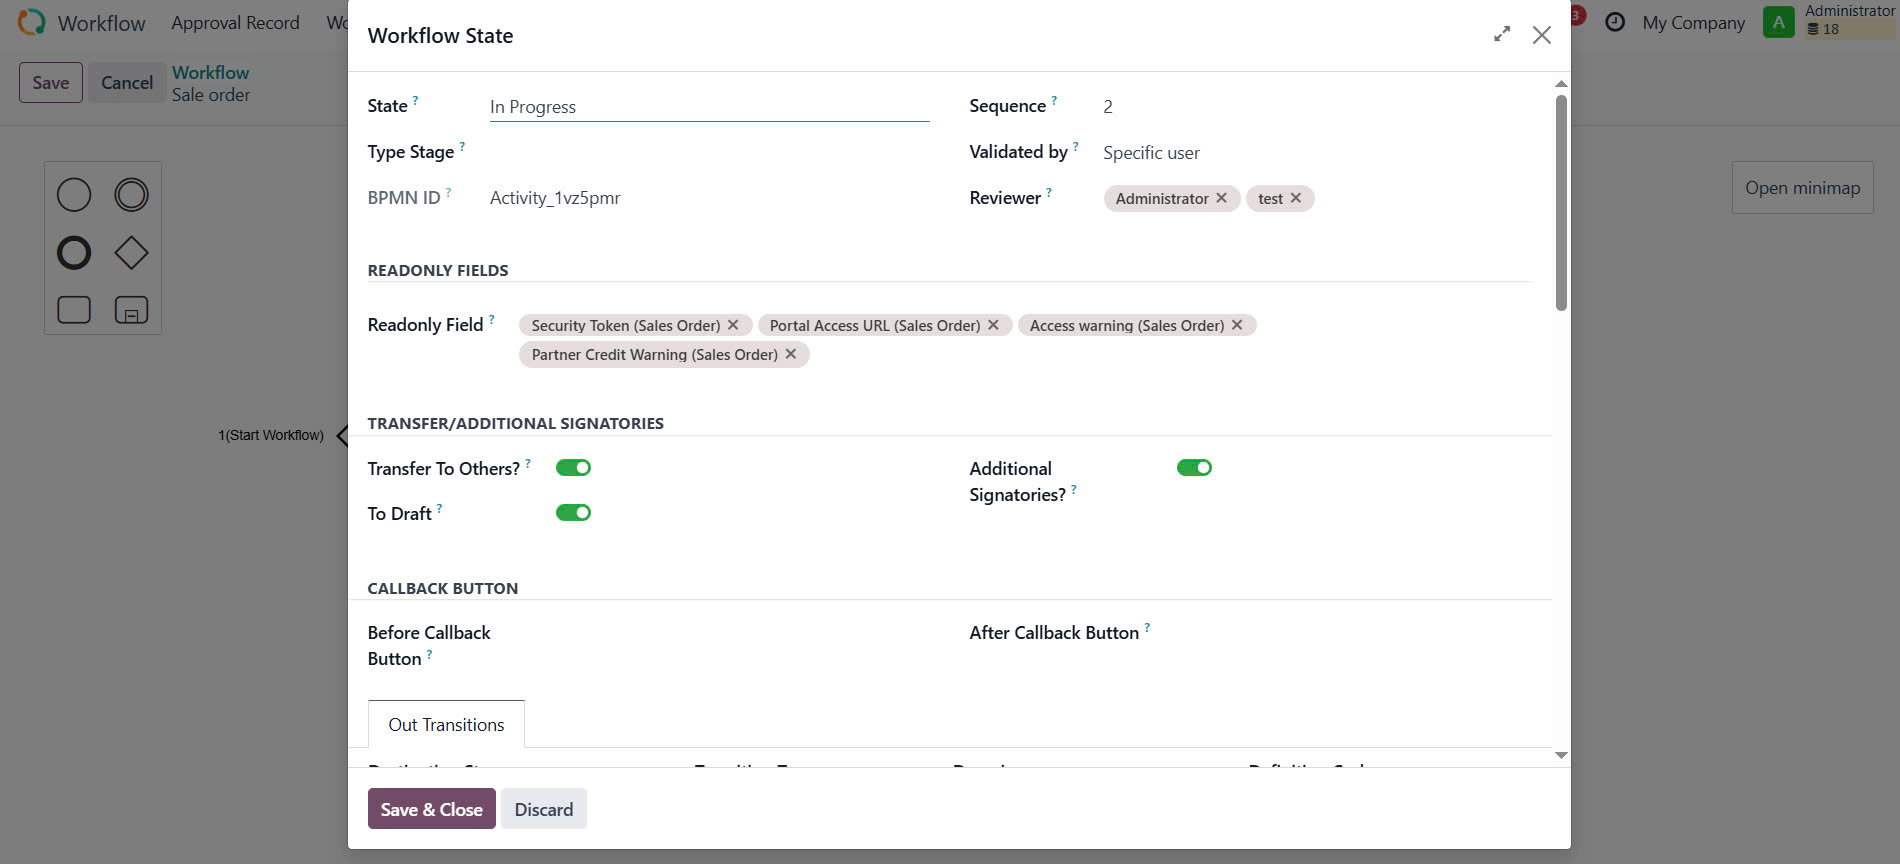 Workflow
Approval Record
3
My Company
A
Administrator
18
Save
Cancel
Workflow
Sale order
Open minimap
1(Start Workflow)
Workflow State
State ?
In Progress
Sequence ?
2
Type Stage ?
Validated by ?
Specific user
BPMN ID ?
Activity_1vz5pmr
Reviewer ?
Administrator ✕
test ✕
READONLY FIELDS
Readonly Field ?
Security Token (Sales Order) ✕
Portal Access URL (Sales Order) ✕
Access warning (Sales Order) ✕
Partner Credit Warning (Sales Order) ✕
TRANSFER/ADDITIONAL SIGNATORIES
Transfer To Others? ?
Additional
Signatories? ?
To Draft ?
CALLBACK BUTTON
Before Callback
Button ?
After Callback Button ?
Out Transitions
Save & Close
Discard